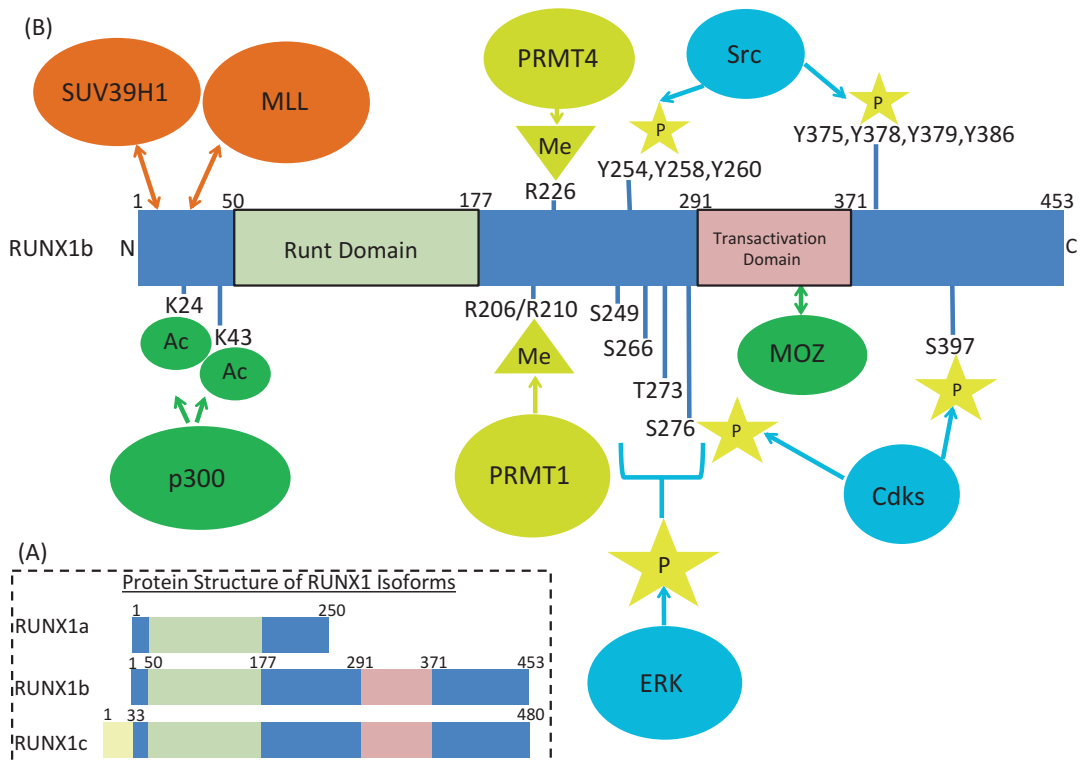 (B)
SUV39H1
MLL
PRMT4
Src
P
P
Me
Y375,Y378,Y379,Y386
Y254,Y258,Y260
R226
1 50 177 291 371 453
RUNX1b N Runt Domain Transactivation Domain C
K24
R206/R210
S249
Ac
K43
S266
MOZ
S397
Me
Ac
T273
S276
P
P
p300
PRMT1
Cdks
P
ERK
(A)
Protein Structure of RUNX1 Isoforms
1 250
RUNX1a
1 50 177 291 371 453
RUNX1b
1 33 480
RUNX1c